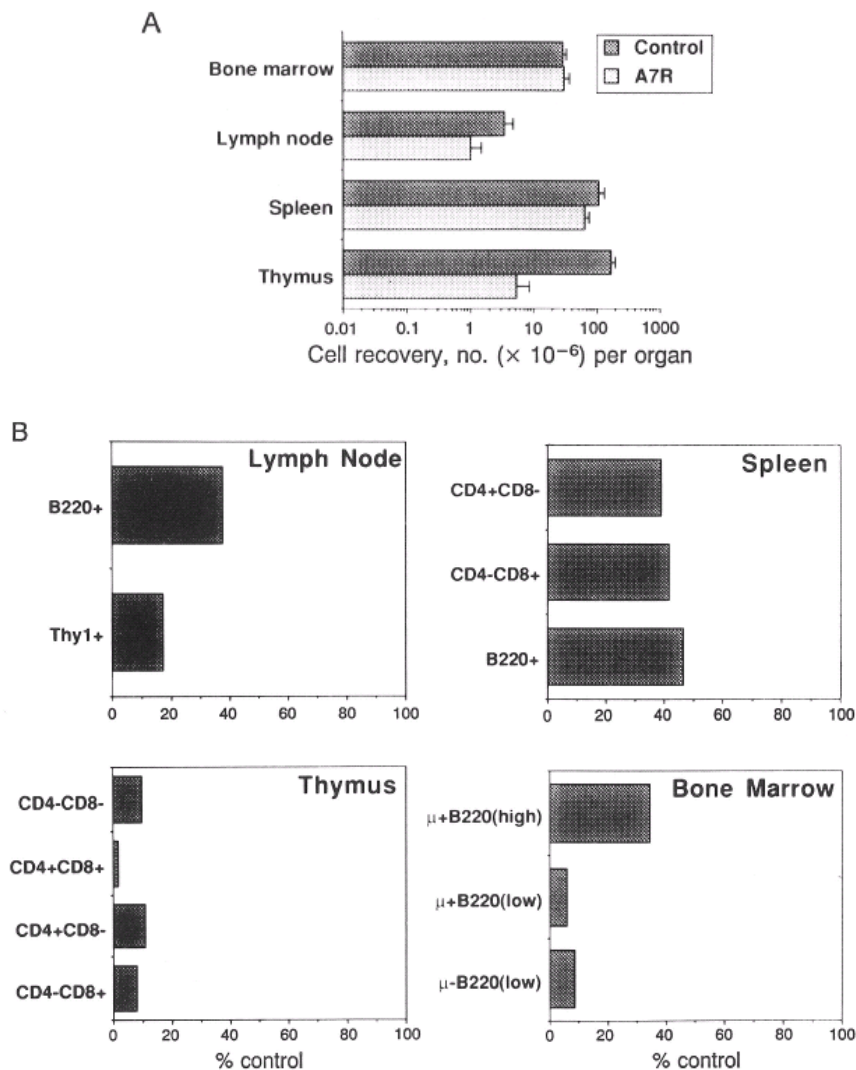 A
Control
A7R
Bone marrow
Lymph node
Spleen
Thymus
0.01 0.1 1 10 100 1000
Cell recovery, no. (× 10⁻⁶) per organ
B
Lymph Node
B220+
Thy1+
0 20 40 60 80 100
Spleen
CD4+CD8-
CD4-CD8+
B220+
0 20 40 60 80 100
Thymus
CD4-CD8-
CD4+CD8+
CD4+CD8-
CD4-CD8+
0 20 40 60 80 100
% control
Bone Marrow
μ+B220(high)
μ+B220(low)
μ-B220(low)
0 20 40 60 80 100
% control